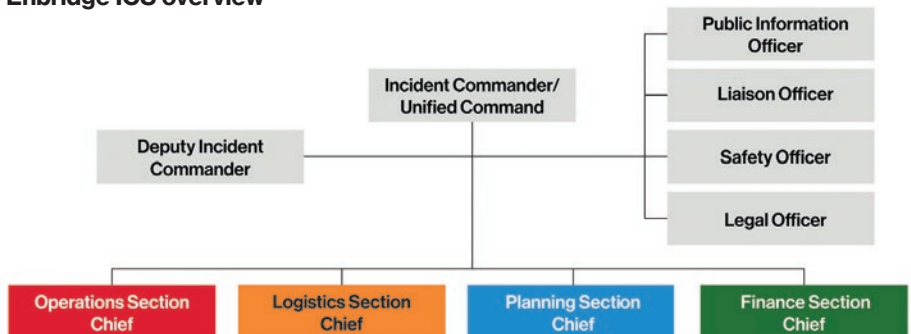 Enbridge ICS overview
Public Information
Officer
Incident Commander/
Unified Command
Liaison Officer
Deputy Incident
Commander
Safety Officer
Legal Officer
Operations Section
Chief
Logistics Section
Chief
Planning Section
Chief
Finance Section
Chief